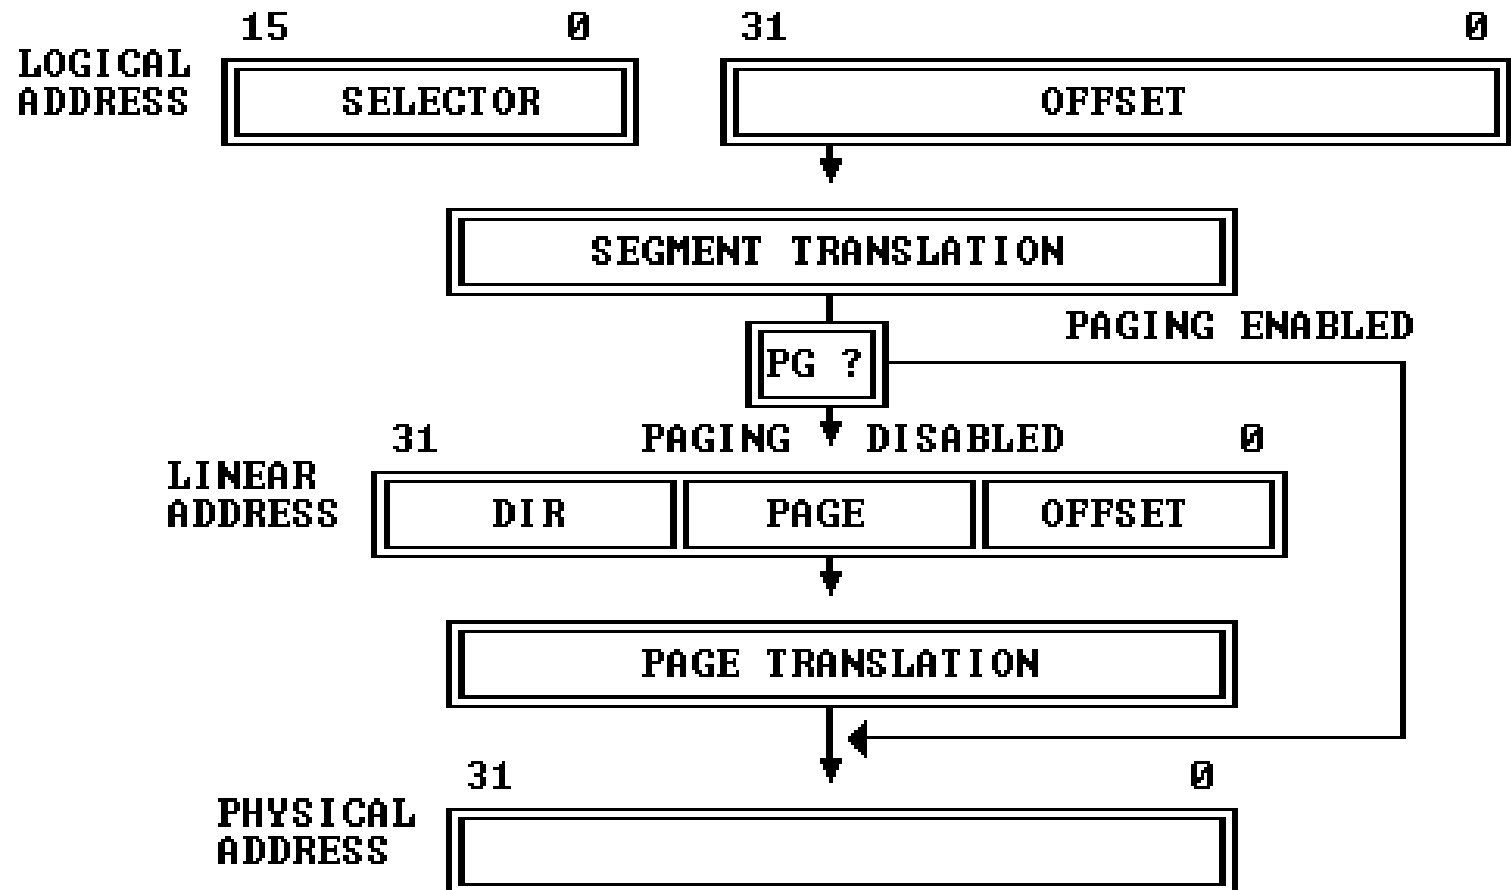 15 0 31 0
LOGICAL
ADDRESS SELECTOR OFFSET
SEGMENT TRANSLATION
PAGING ENABLED
PG ?
31 PAGING DISABLED 0
LINEAR
ADDRESS DIR PAGE OFFSET
PAGE TRANSLATION
31 0
PHYSICAL
ADDRESS